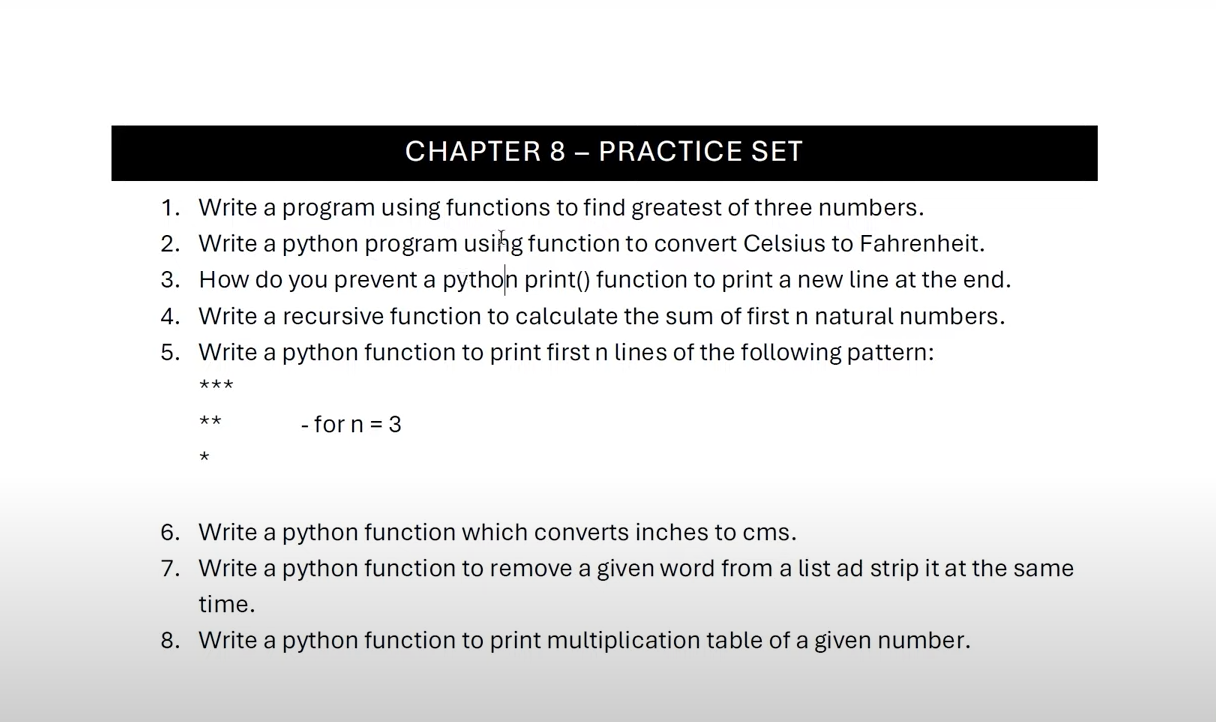 CHAPTER 8 – PRACTICE SET
1. Write a program using functions to find greatest of three numbers.
2. Write a python program using function to convert Celsius to Fahrenheit.
3. How do you prevent a python print() function to print a new line at the end.
4. Write a recursive function to calculate the sum of first n natural numbers.
5. Write a python function to print first n lines of the following pattern:
***
** - for n = 3
*
6. Write a python function which converts inches to cms.
7. Write a python function to remove a given word from a list ad strip it at the same
time.
8. Write a python function to print multiplication table of a given number.